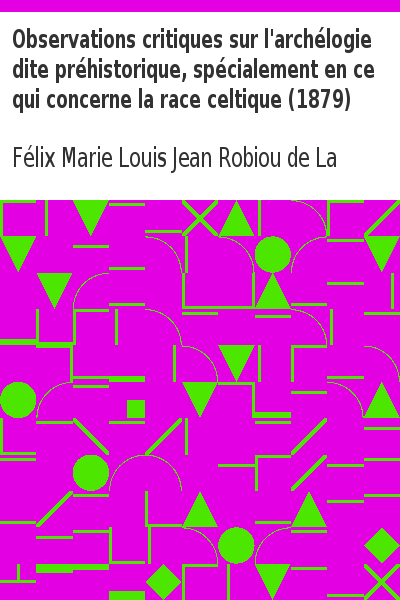 Observations critiques sur l'archélogie
dite préhistorique, spécialement en ce
qui concerne la race celtique (1879)
Félix Marie Louis Jean Robiou de La